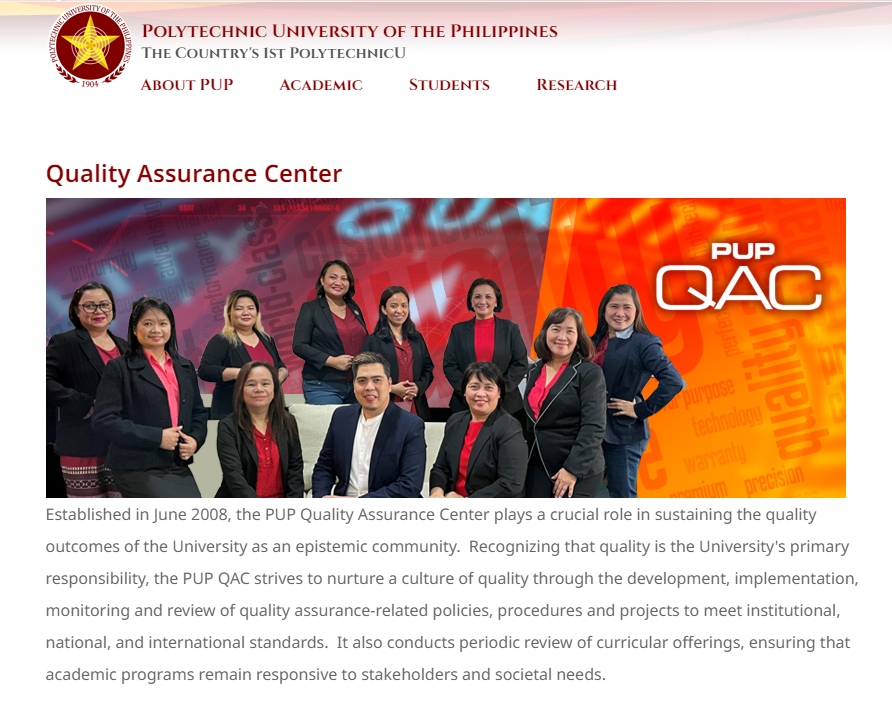 POLYTECHNIC UNIVERSITY OF THE PHILIPPINES
1904
Polytechnic University of the Philippines
The Country's 1st PolytechnicU
About PUP Academic Students Research
Quality Assurance Center
PUP
QAC
purpose
technology
warranty
premium precision
quality
Established in June 2008, the PUP Quality Assurance Center plays a crucial role in sustaining the quality
outcomes of the University as an epistemic community.  Recognizing that quality is the University's primary
responsibility, the PUP QAC strives to nurture a culture of quality through the development, implementation,
monitoring and review of quality assurance-related policies, procedures and projects to meet institutional,
national, and international standards.  It also conducts periodic review of curricular offerings, ensuring that
academic programs remain responsive to stakeholders and societal needs.